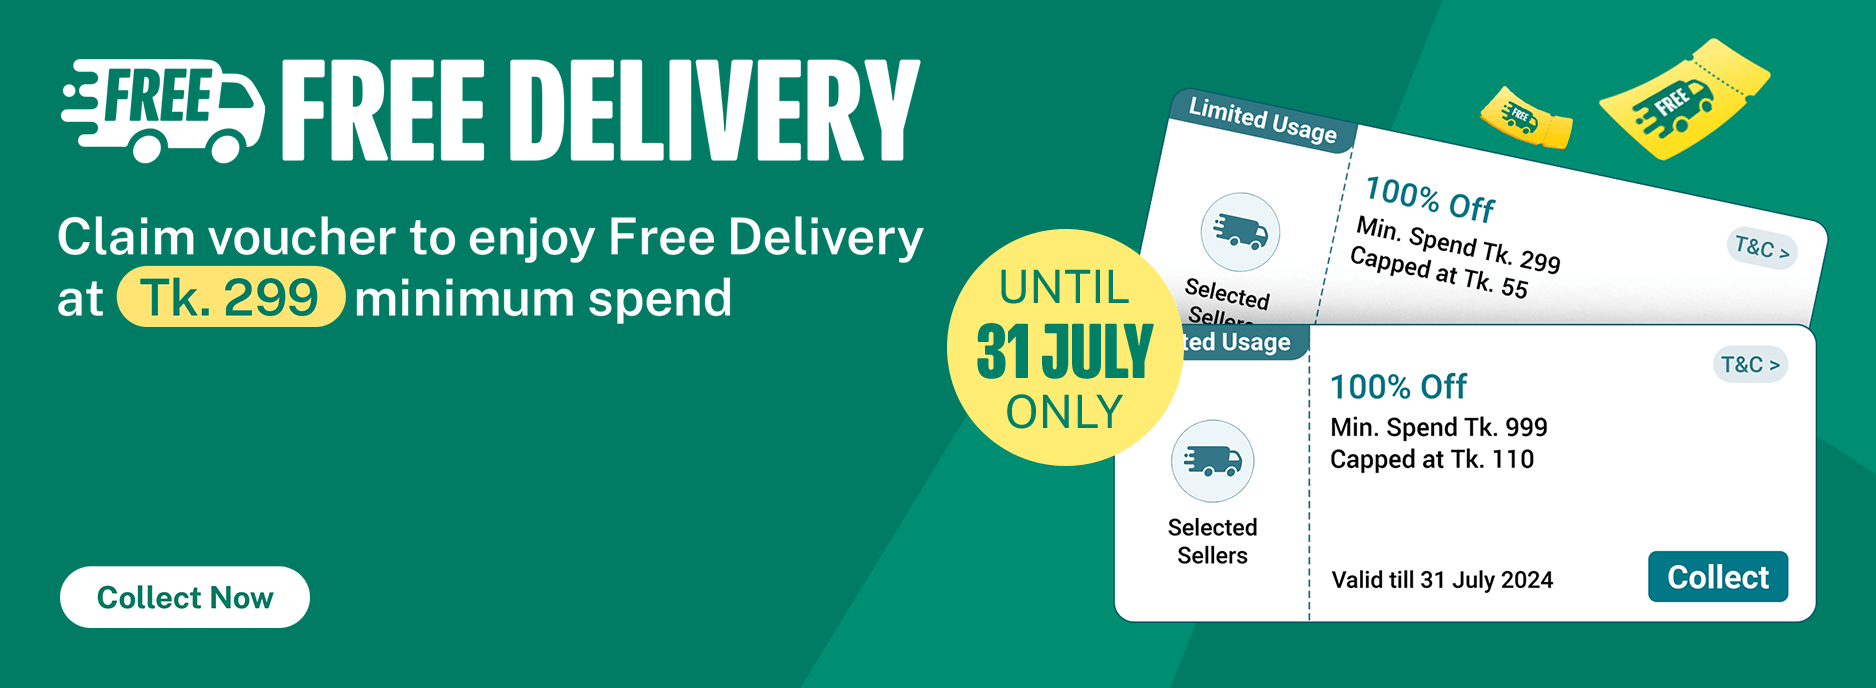 FREE FREE DELIVERY
Claim voucher to enjoy Free Delivery
at Tk. 299 minimum spend
Collect Now
UNTIL
31 JULY
ONLY
Limited Usage
Selected
Sellers
100% Off
Min. Spend Tk. 299
Capped at Tk. 55
T&C >
ted Usage
Selected
Sellers
100% Off
Min. Spend Tk. 999
Capped at Tk. 110
Valid till 31 July 2024
T&C >
Collect
FREE
FREE